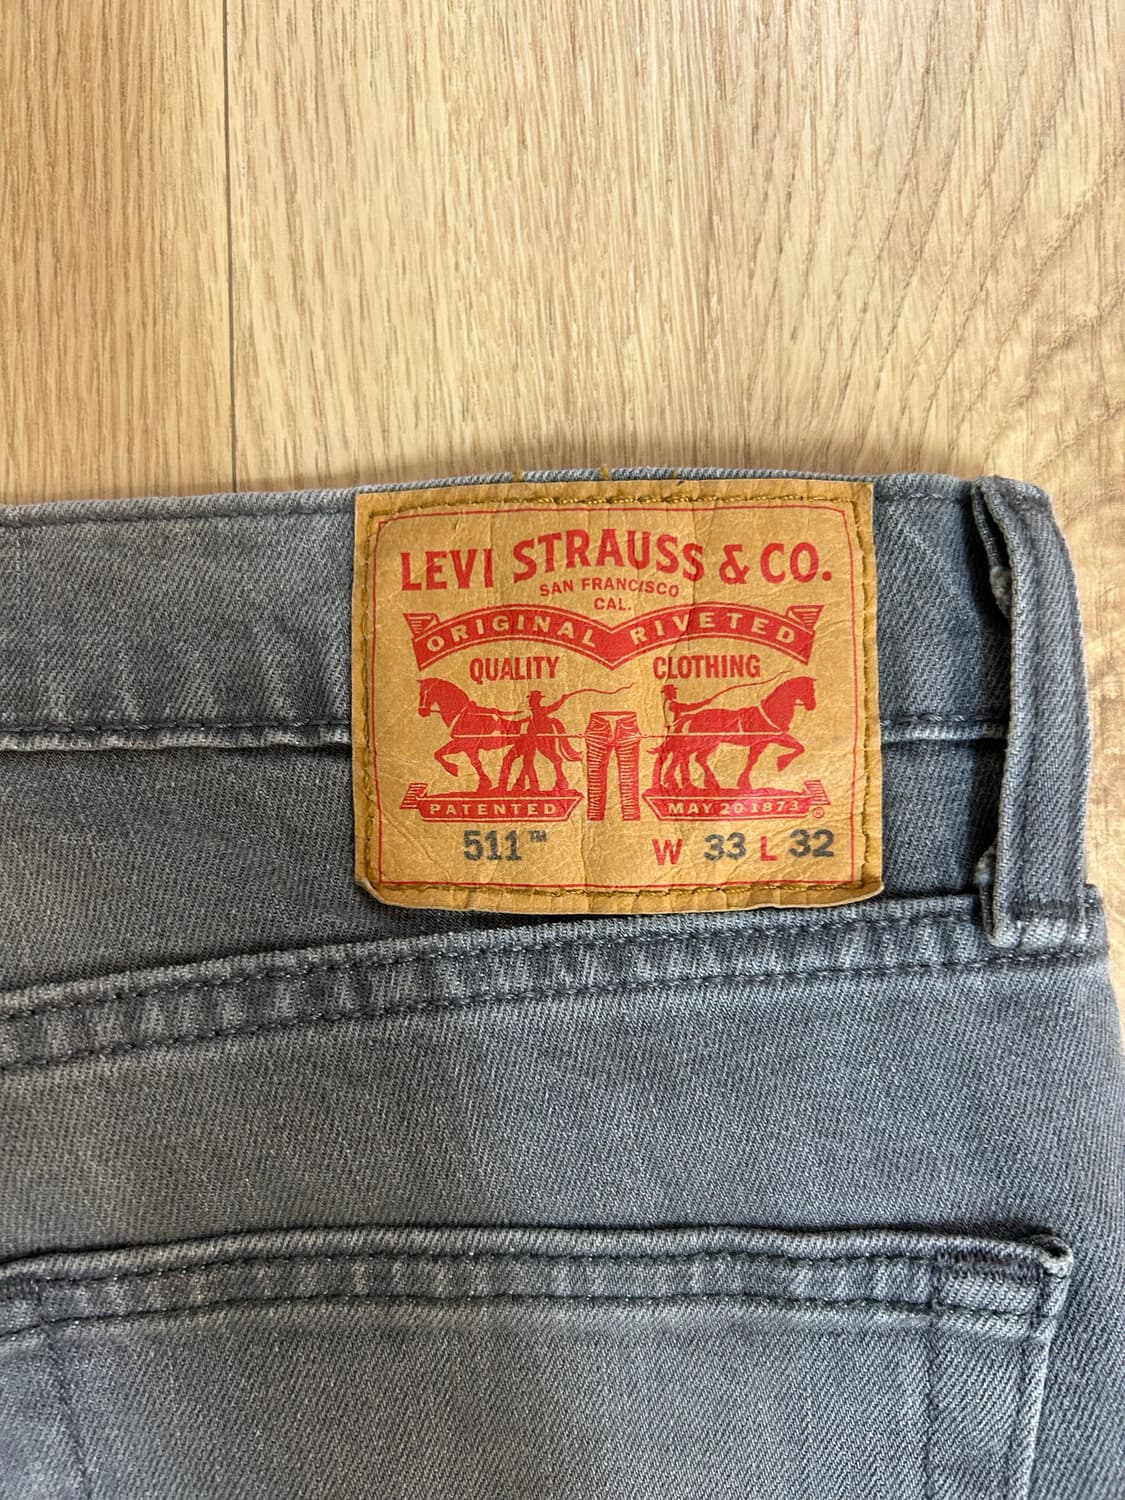 LEVI STRAUSS & CO.
SAN FRANCISCO
CAL.
ORIGINAL RIVETED
QUALITY CLOTHING
PATENTED MAY 20 1873 ®
511™ W 33 L 32